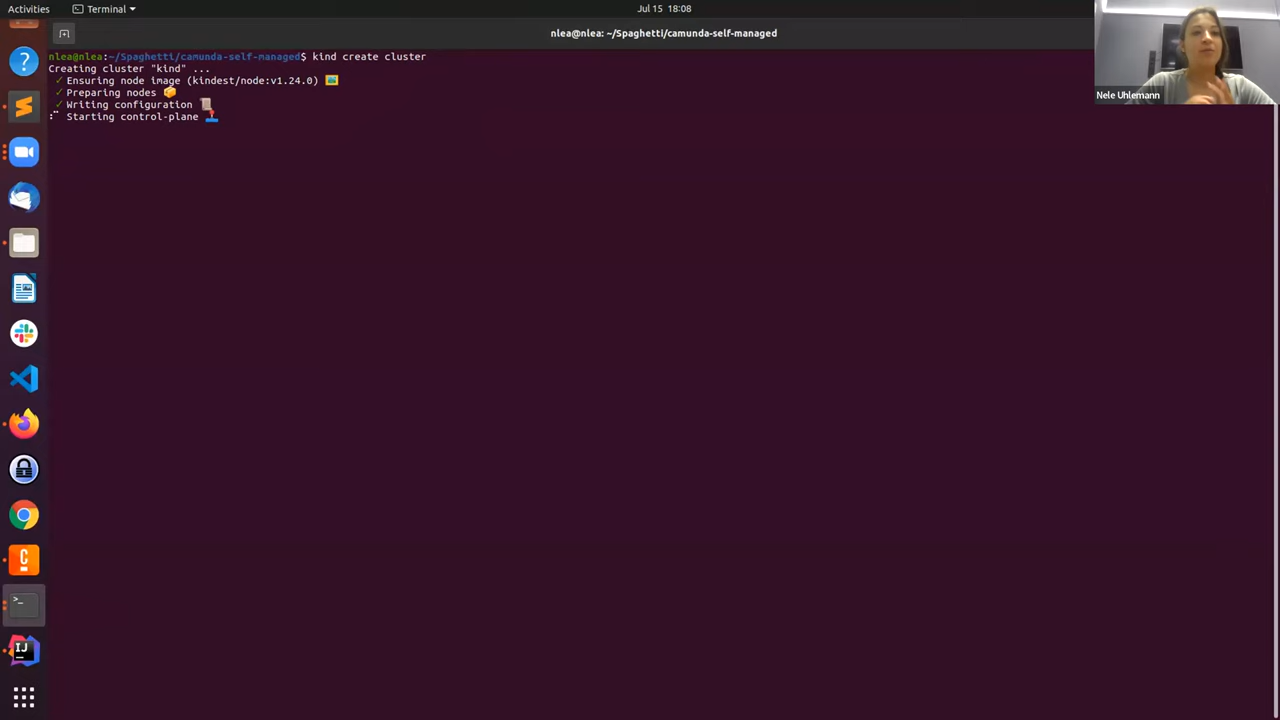 Activities
Terminal
Jul 15 18:08
nlea@nlea: ~/Spaghetti/camunda-self-managed
nlea@nlea:~/Spaghetti/camunda-self-managed$ kind create cluster
Creating cluster "kind" ...
✓ Ensuring node image (kindest/node:v1.24.0) 🖼
✓ Preparing nodes 📦
✓ Writing configuration 📜
Starting control-plane 🕹️
Nele Uhlemann